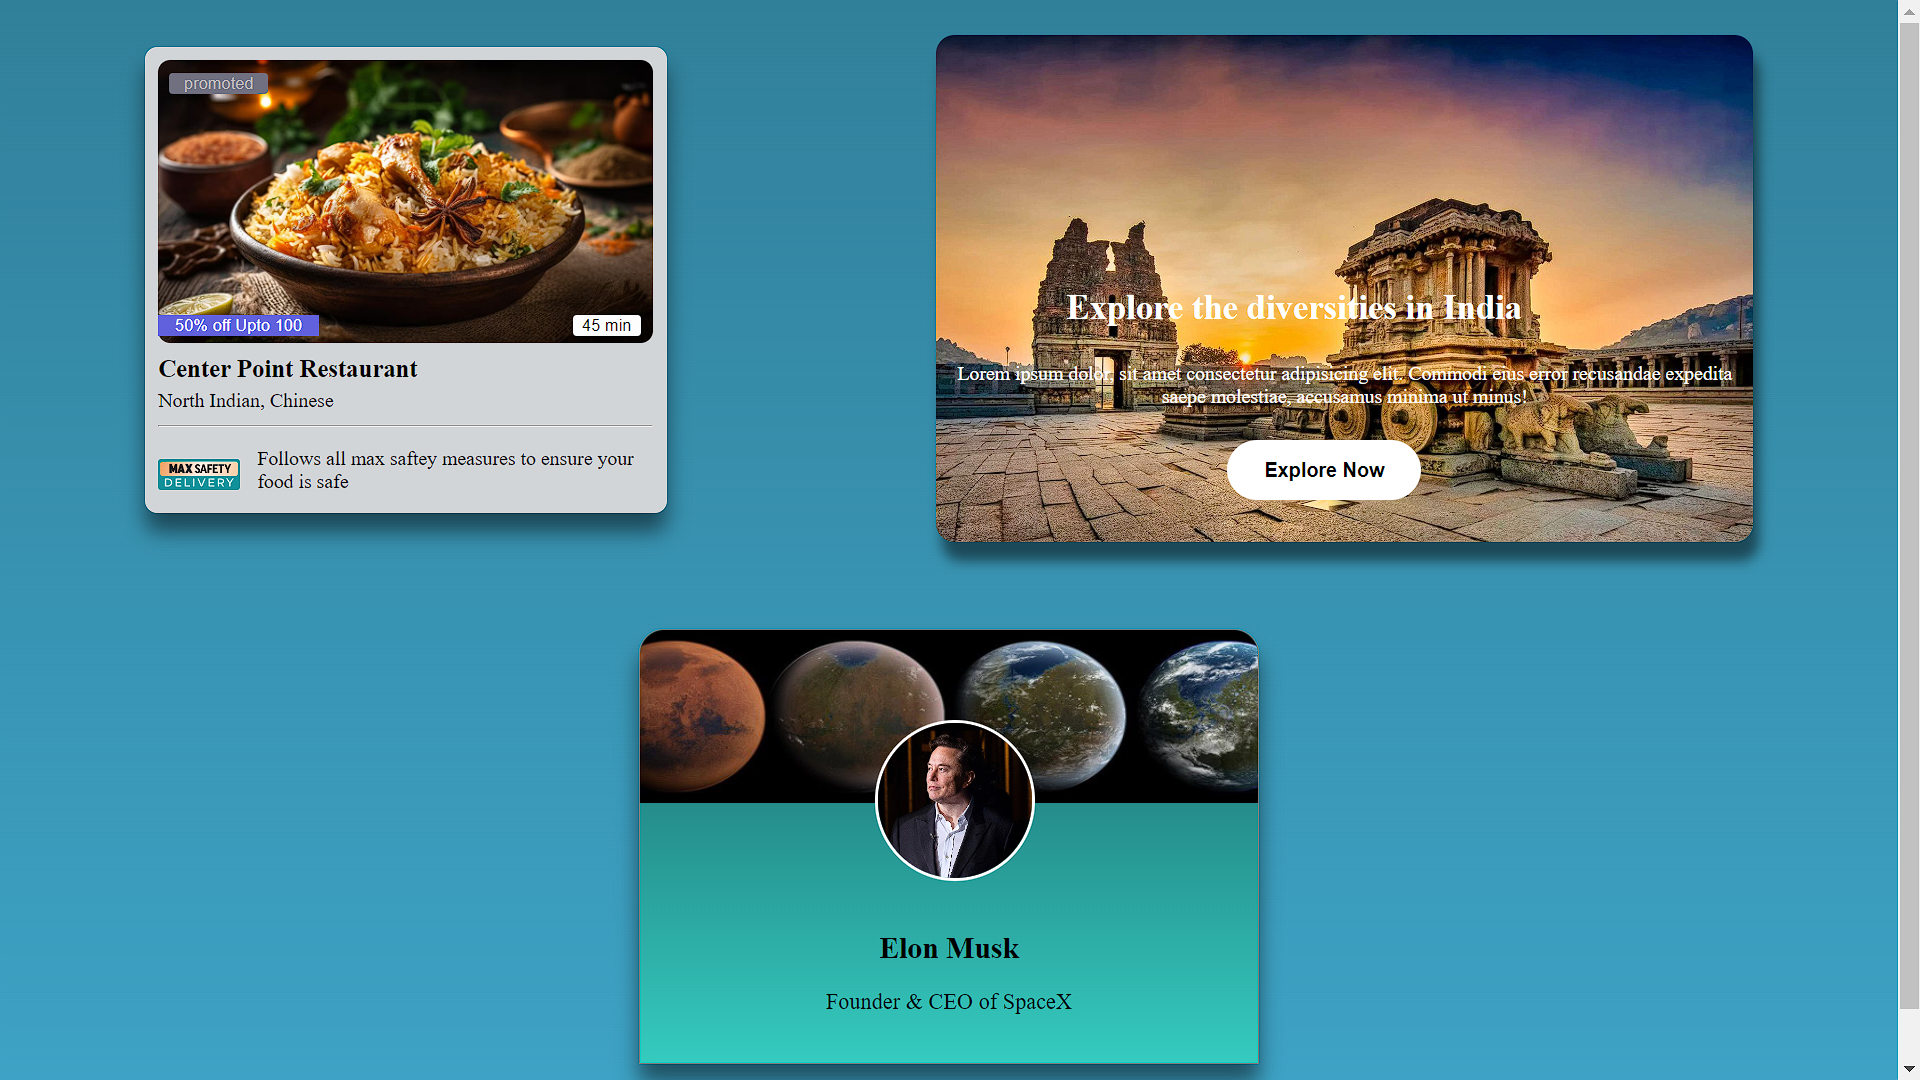 promoted
50% off Upto 100
45 min
Center Point Restaurant
North Indian, Chinese
MAX SAFETY
DELIVERY
Follows all max saftey measures to ensure your
food is safe
Explore the diversities in India
Lorem ipsum dolor, sit amet consectetur adipisicing elit. Commodi eius error recusandae expedita
saepe molestiae, accusamus minima ut minus!
Explore Now
Elon Musk
Founder & CEO of SpaceX